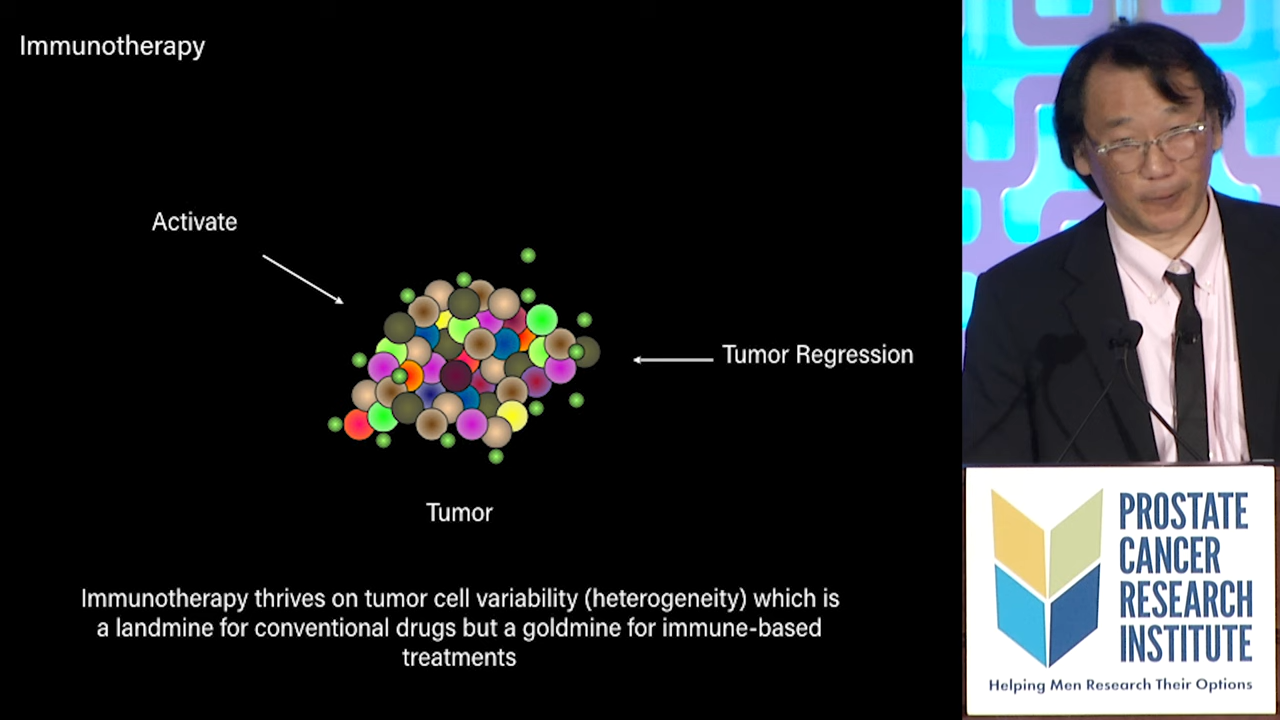 Immunotherapy
Activate
Tumor Regression
Tumor
Immunotherapy thrives on tumor cell variability (heterogeneity) which is
a landmine for conventional drugs but a goldmine for immune-based
treatments
PROSTATE
CANCER
RESEARCH
INSTITUTE
Helping Men Research Their Options